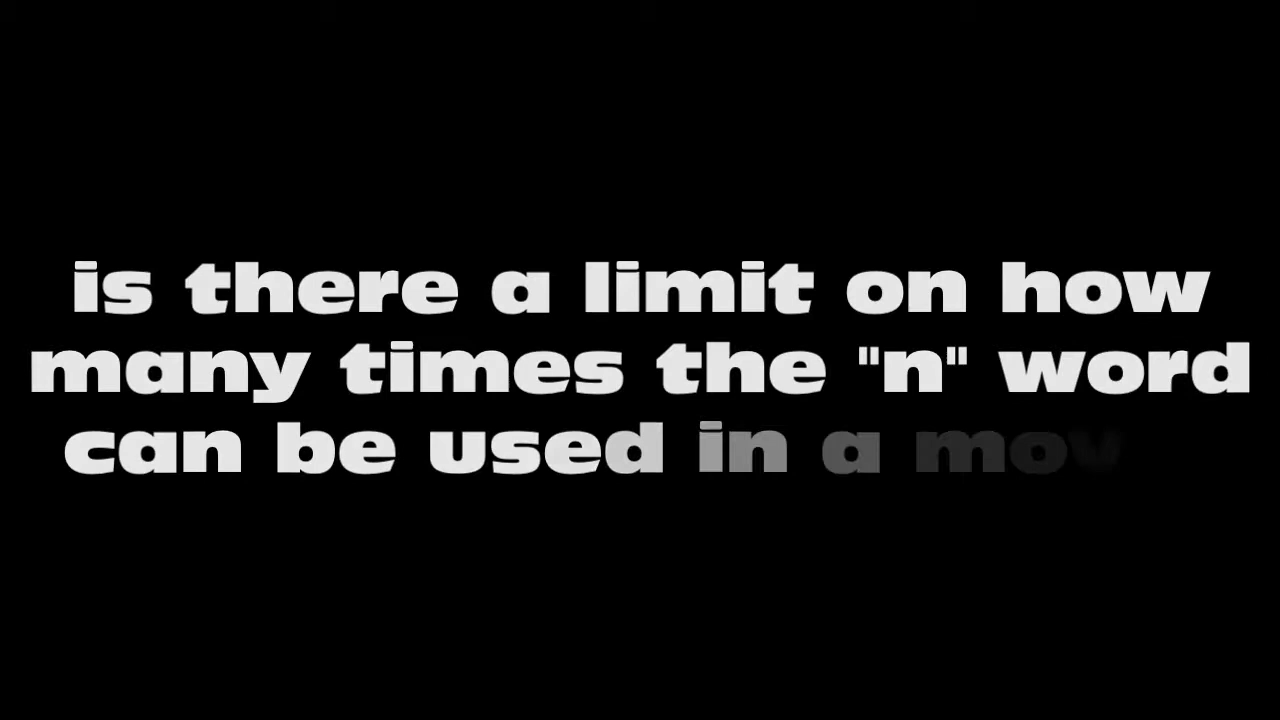 is there a limit on how
many times the "n" word
can be used in a mov